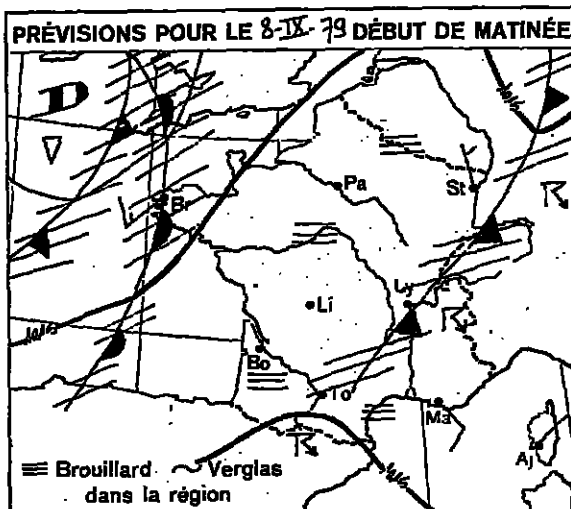 PRÉVISIONS POUR LE 8-IX-79 DÉBUT DE MATINÉE
D
Pa
St
Br
Li
Ly
Bo
To
Ma
Aj
Brouillard Verglas
dans la région